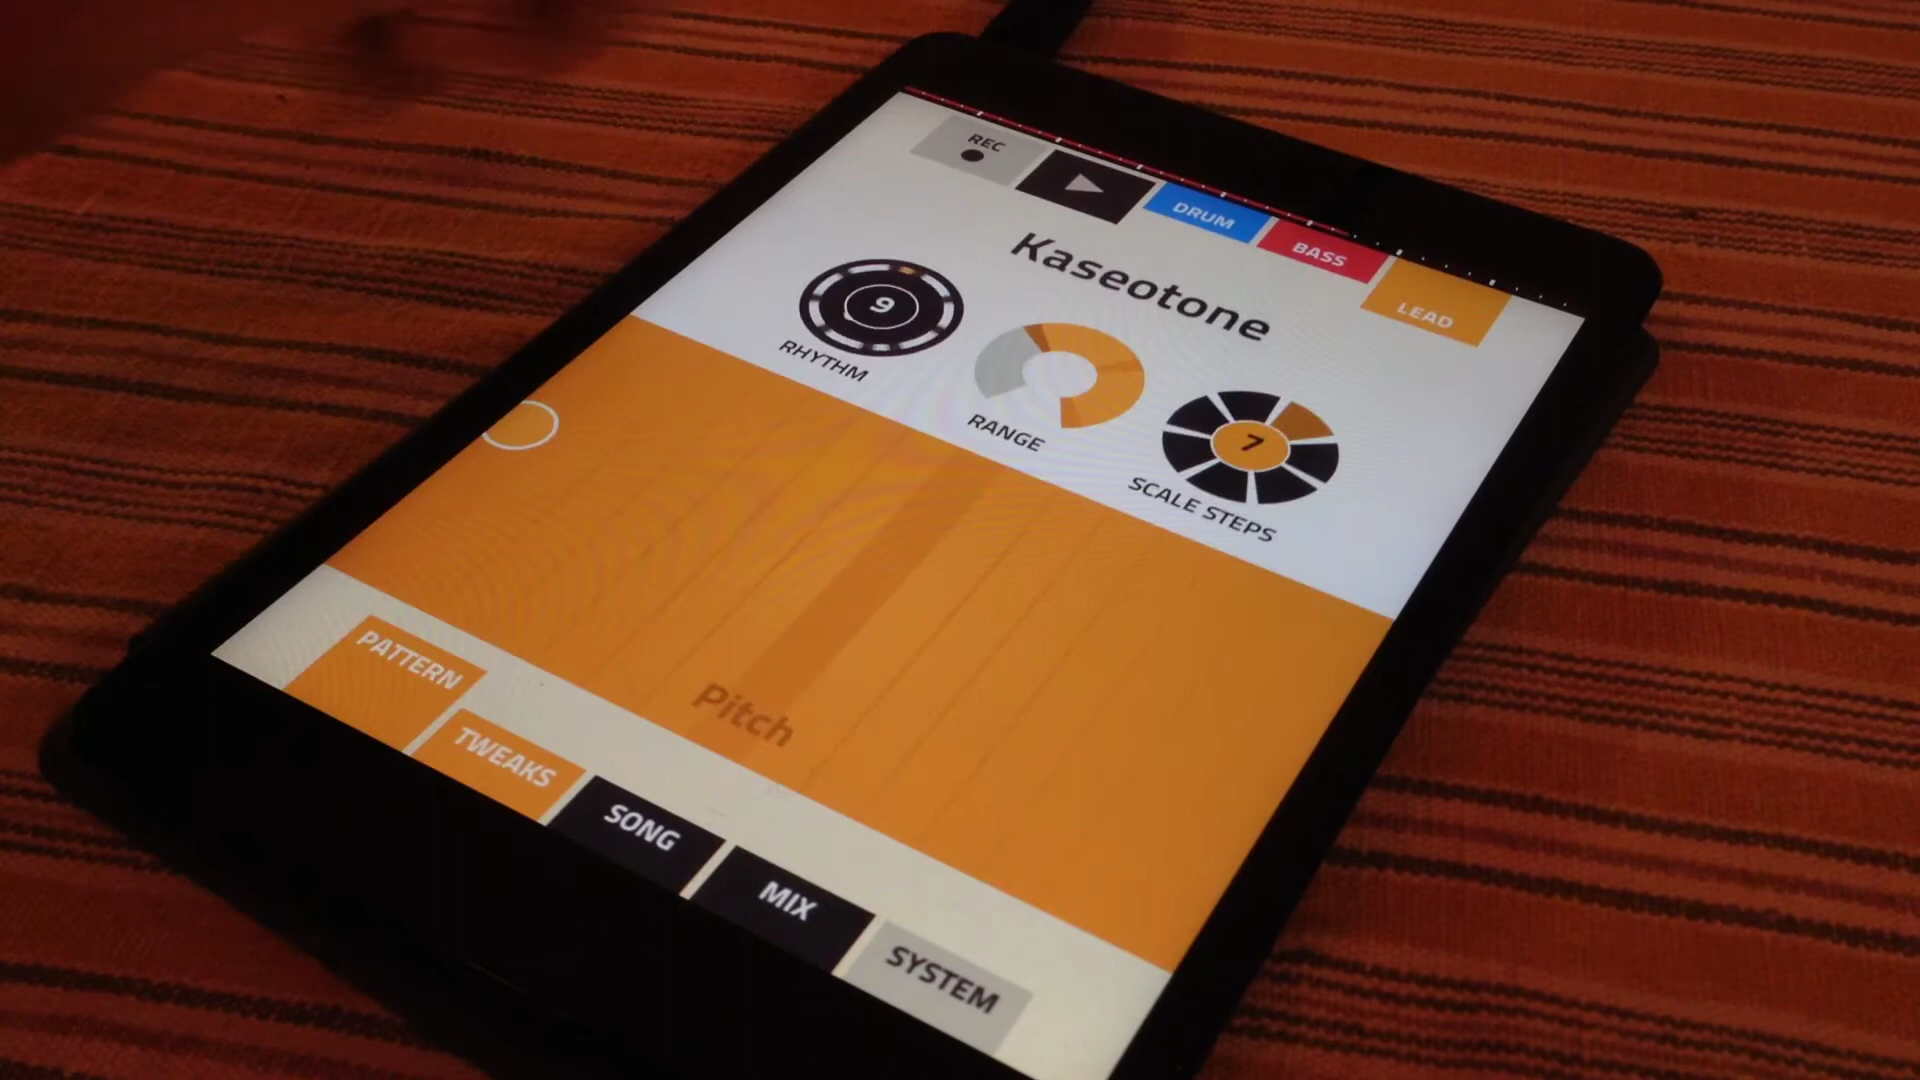 REC
DRUM
BASS
LEAD
Kaseotone
9
RHYTHM
RANGE
7
SCALE STEPS
Pitch
PATTERN
TWEAKS
SONG
MIX
SYSTEM